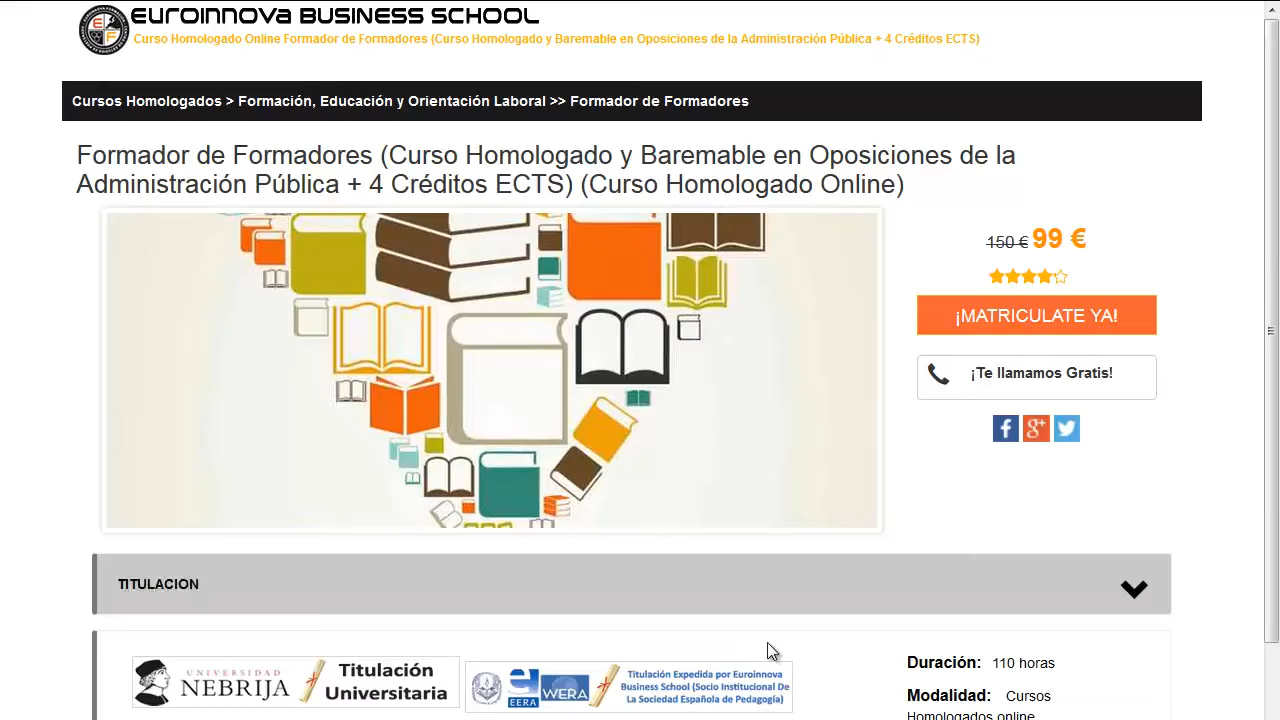 EUROINNOVA BUSINESS SCHOOL
Curso Homologado Online Formador de Formadores (Curso Homologado y Baremable en Oposiciones de la Administración Pública + 4 Créditos ECTS)
Cursos Homologados > Formación, Educación y Orientación Laboral >> Formador de Formadores
Formador de Formadores (Curso Homologado y Baremable en Oposiciones de la
Administración Pública + 4 Créditos ECTS) (Curso Homologado Online)
150 € 99 €
¡MATRICULATE YA!
¡Te llamamos Gratis!
TITULACION
UNIVERSIDAD
NEBRIJA
Titulación
Universitaria
EERA
WERA
Titulación Expedida por Euroinnova
Business School (Socio Institucional De
La Sociedad Española de Pedagogía)
Duración: 110 horas
Modalidad: Cursos
Homologados online